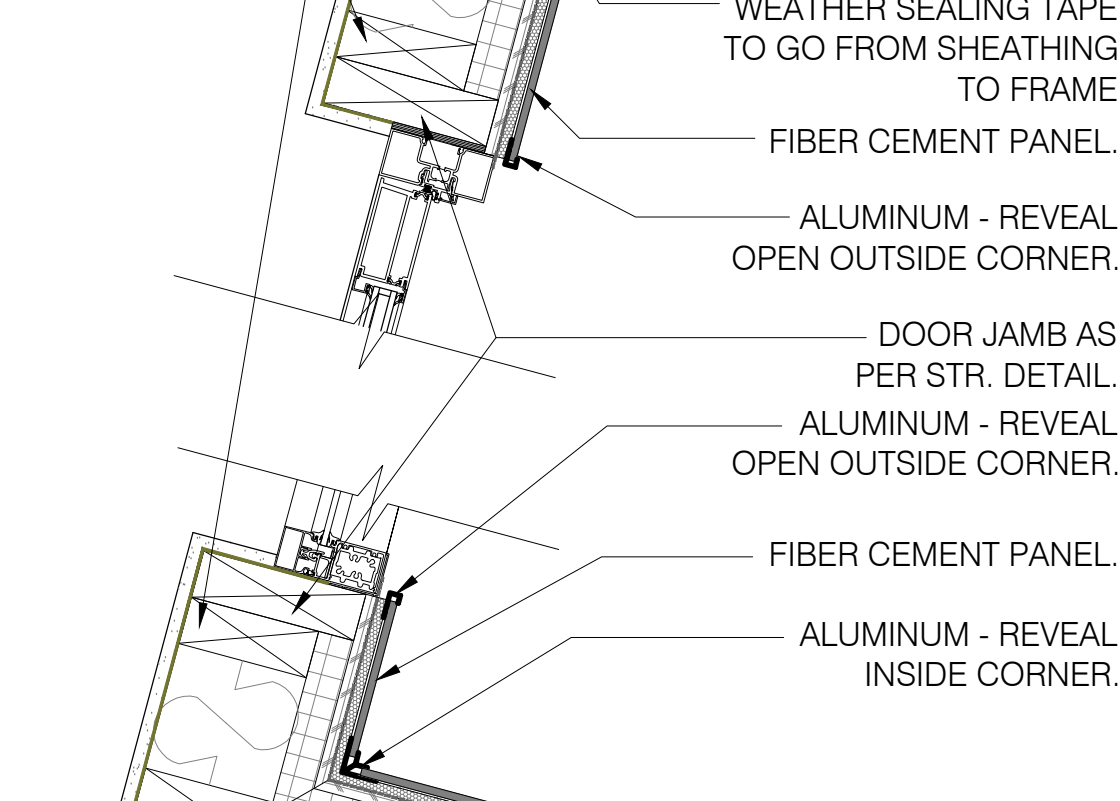 WEATHER SEALING TAPE
TO GO FROM SHEATHING
TO FRAME
FIBER CEMENT PANEL.
ALUMINUM - REVEAL
OPEN OUTSIDE CORNER.
DOOR JAMB AS
PER STR. DETAIL.
ALUMINUM - REVEAL
OPEN OUTSIDE CORNER.
FIBER CEMENT PANEL.
ALUMINUM - REVEAL
INSIDE CORNER.